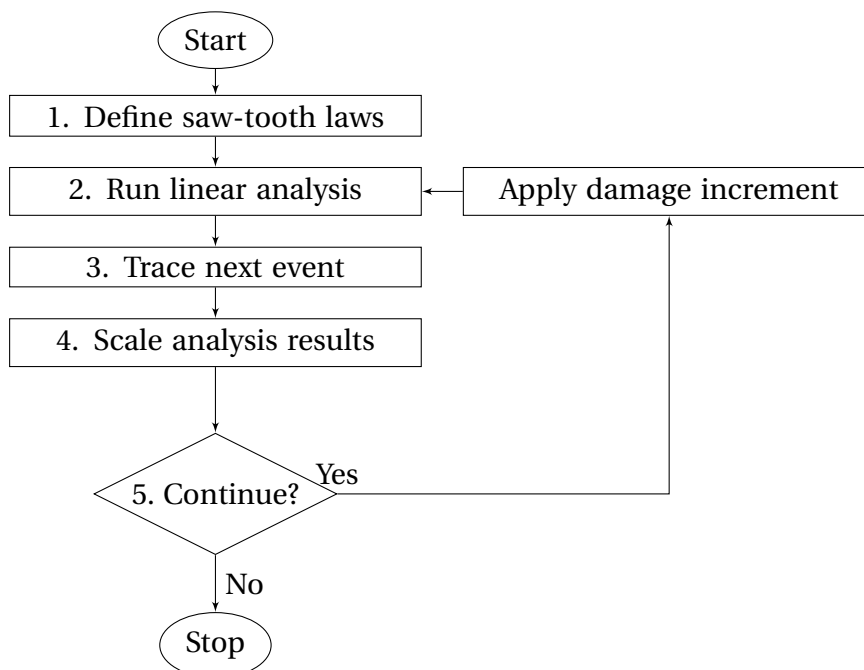 Start
1. Define saw-tooth laws
2. Run linear analysis
Apply damage increment
3. Trace next event
4. Scale analysis results
5. Continue?
Yes
No
Stop